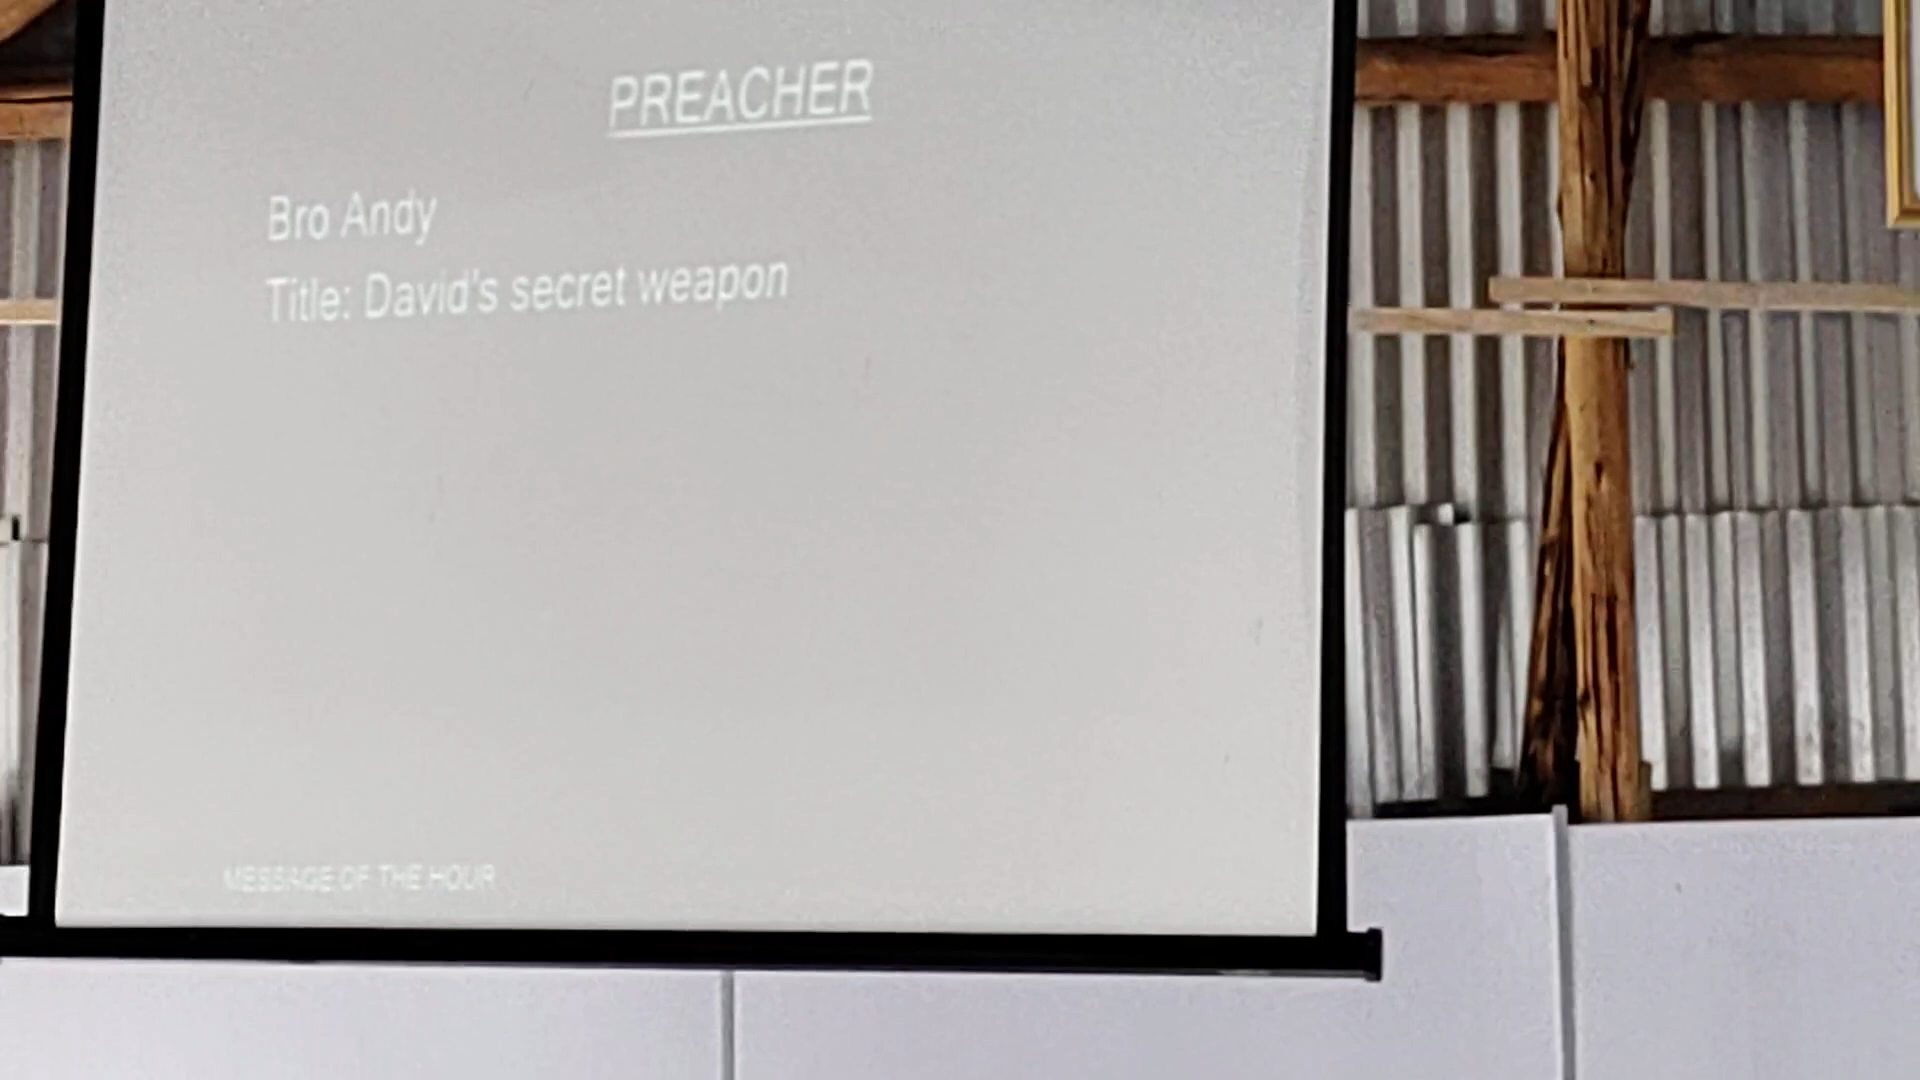 PREACHER
Bro Andy
Title: David's secret weapon
MESSAGE OF THE HOUR